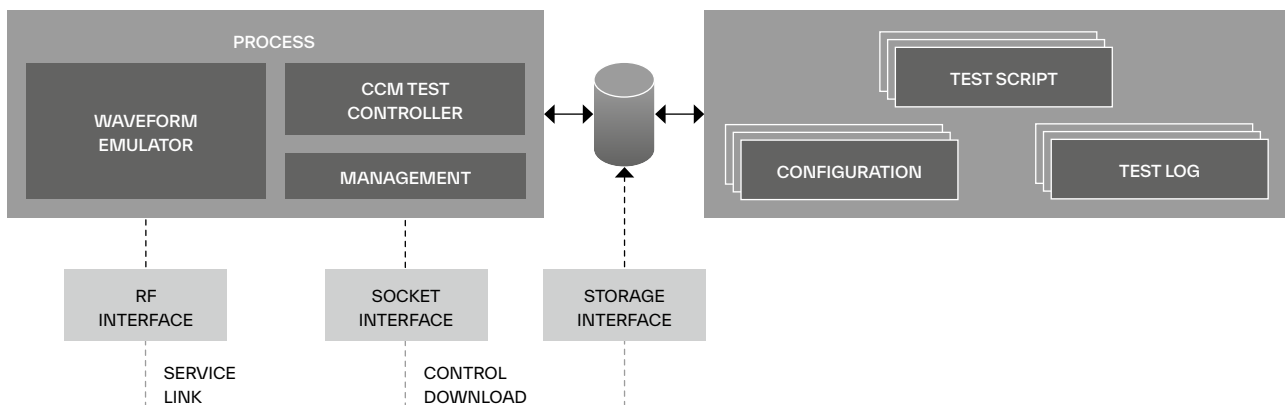 PROCESS
WAVEFORM
EMULATOR
CCM TEST
CONTROLLER
MANAGEMENT
TEST SCRIPT
CONFIGURATION
TEST LOG
RF
INTERFACE
SOCKET
INTERFACE
STORAGE
INTERFACE
SERVICE
LINK
CONTROL
DOWNLOAD